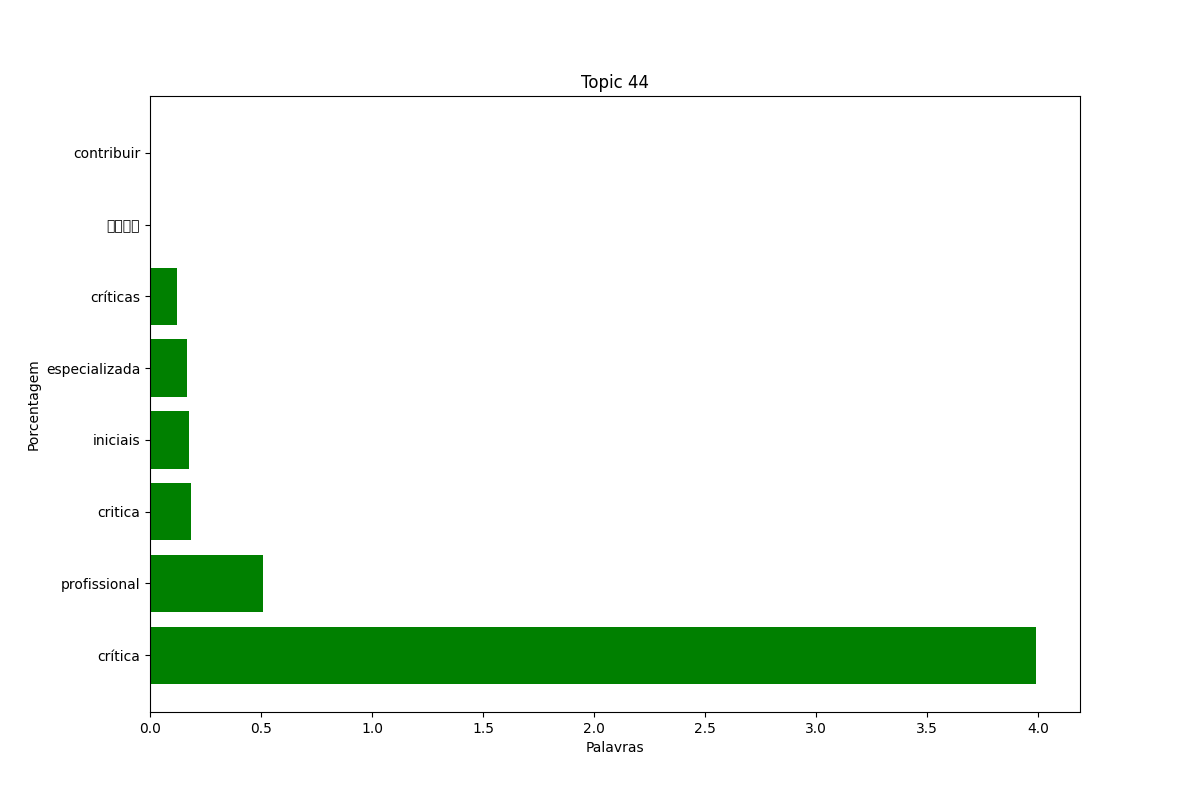 Topic 44
contribuir
críticas
especializada
iniciais
critica
profissional
crítica
Porcentagem
0.0 0.5 1.0 1.5 2.0 2.5 3.0 3.5 4.0
Palavras